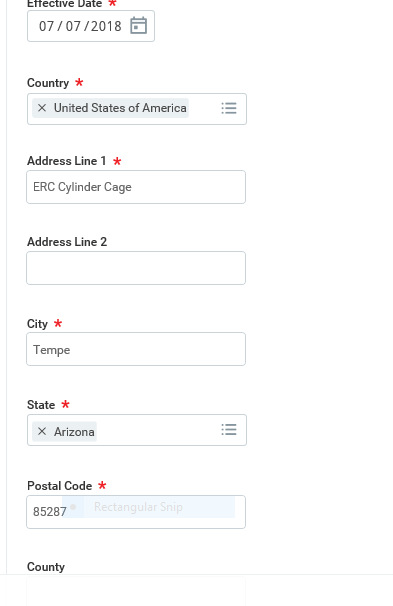 Effective Date *
07 / 07 / 2018
Country *
× United States of America
Address Line 1 *
ERC Cylinder Cage
Address Line 2
City *
Tempe
State *
× Arizona
Postal Code *
85287 Rectangular Snip
County